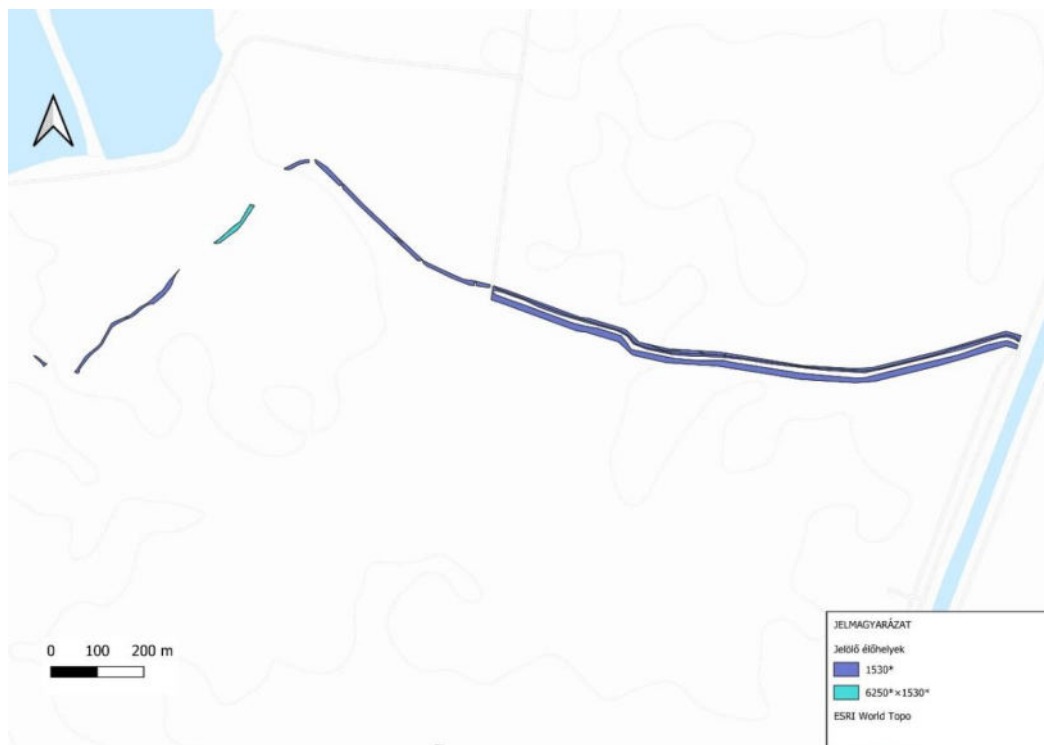 0 100 200 m
JELMAGYARÁZAT
Jelölő élőhelyek
1530*
6250*×1530*
ESRI World Topo